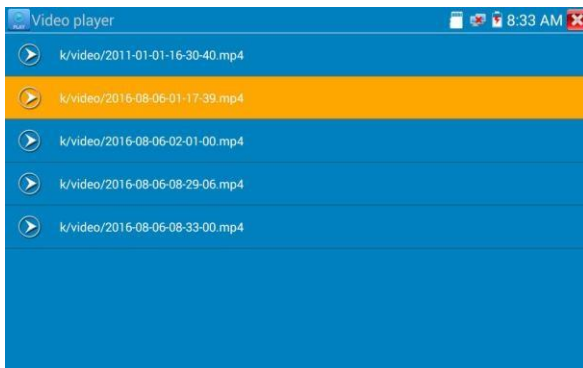 PLAY
Video player
8:33 AM
k/video/2011-01-01-16-30-40.mp4
k/video/2016-08-06-01-17-39.mp4
k/video/2016-08-06-02-01-00.mp4
k/video/2016-08-06-08-29-06.mp4
k/video/2016-08-06-08-33-00.mp4